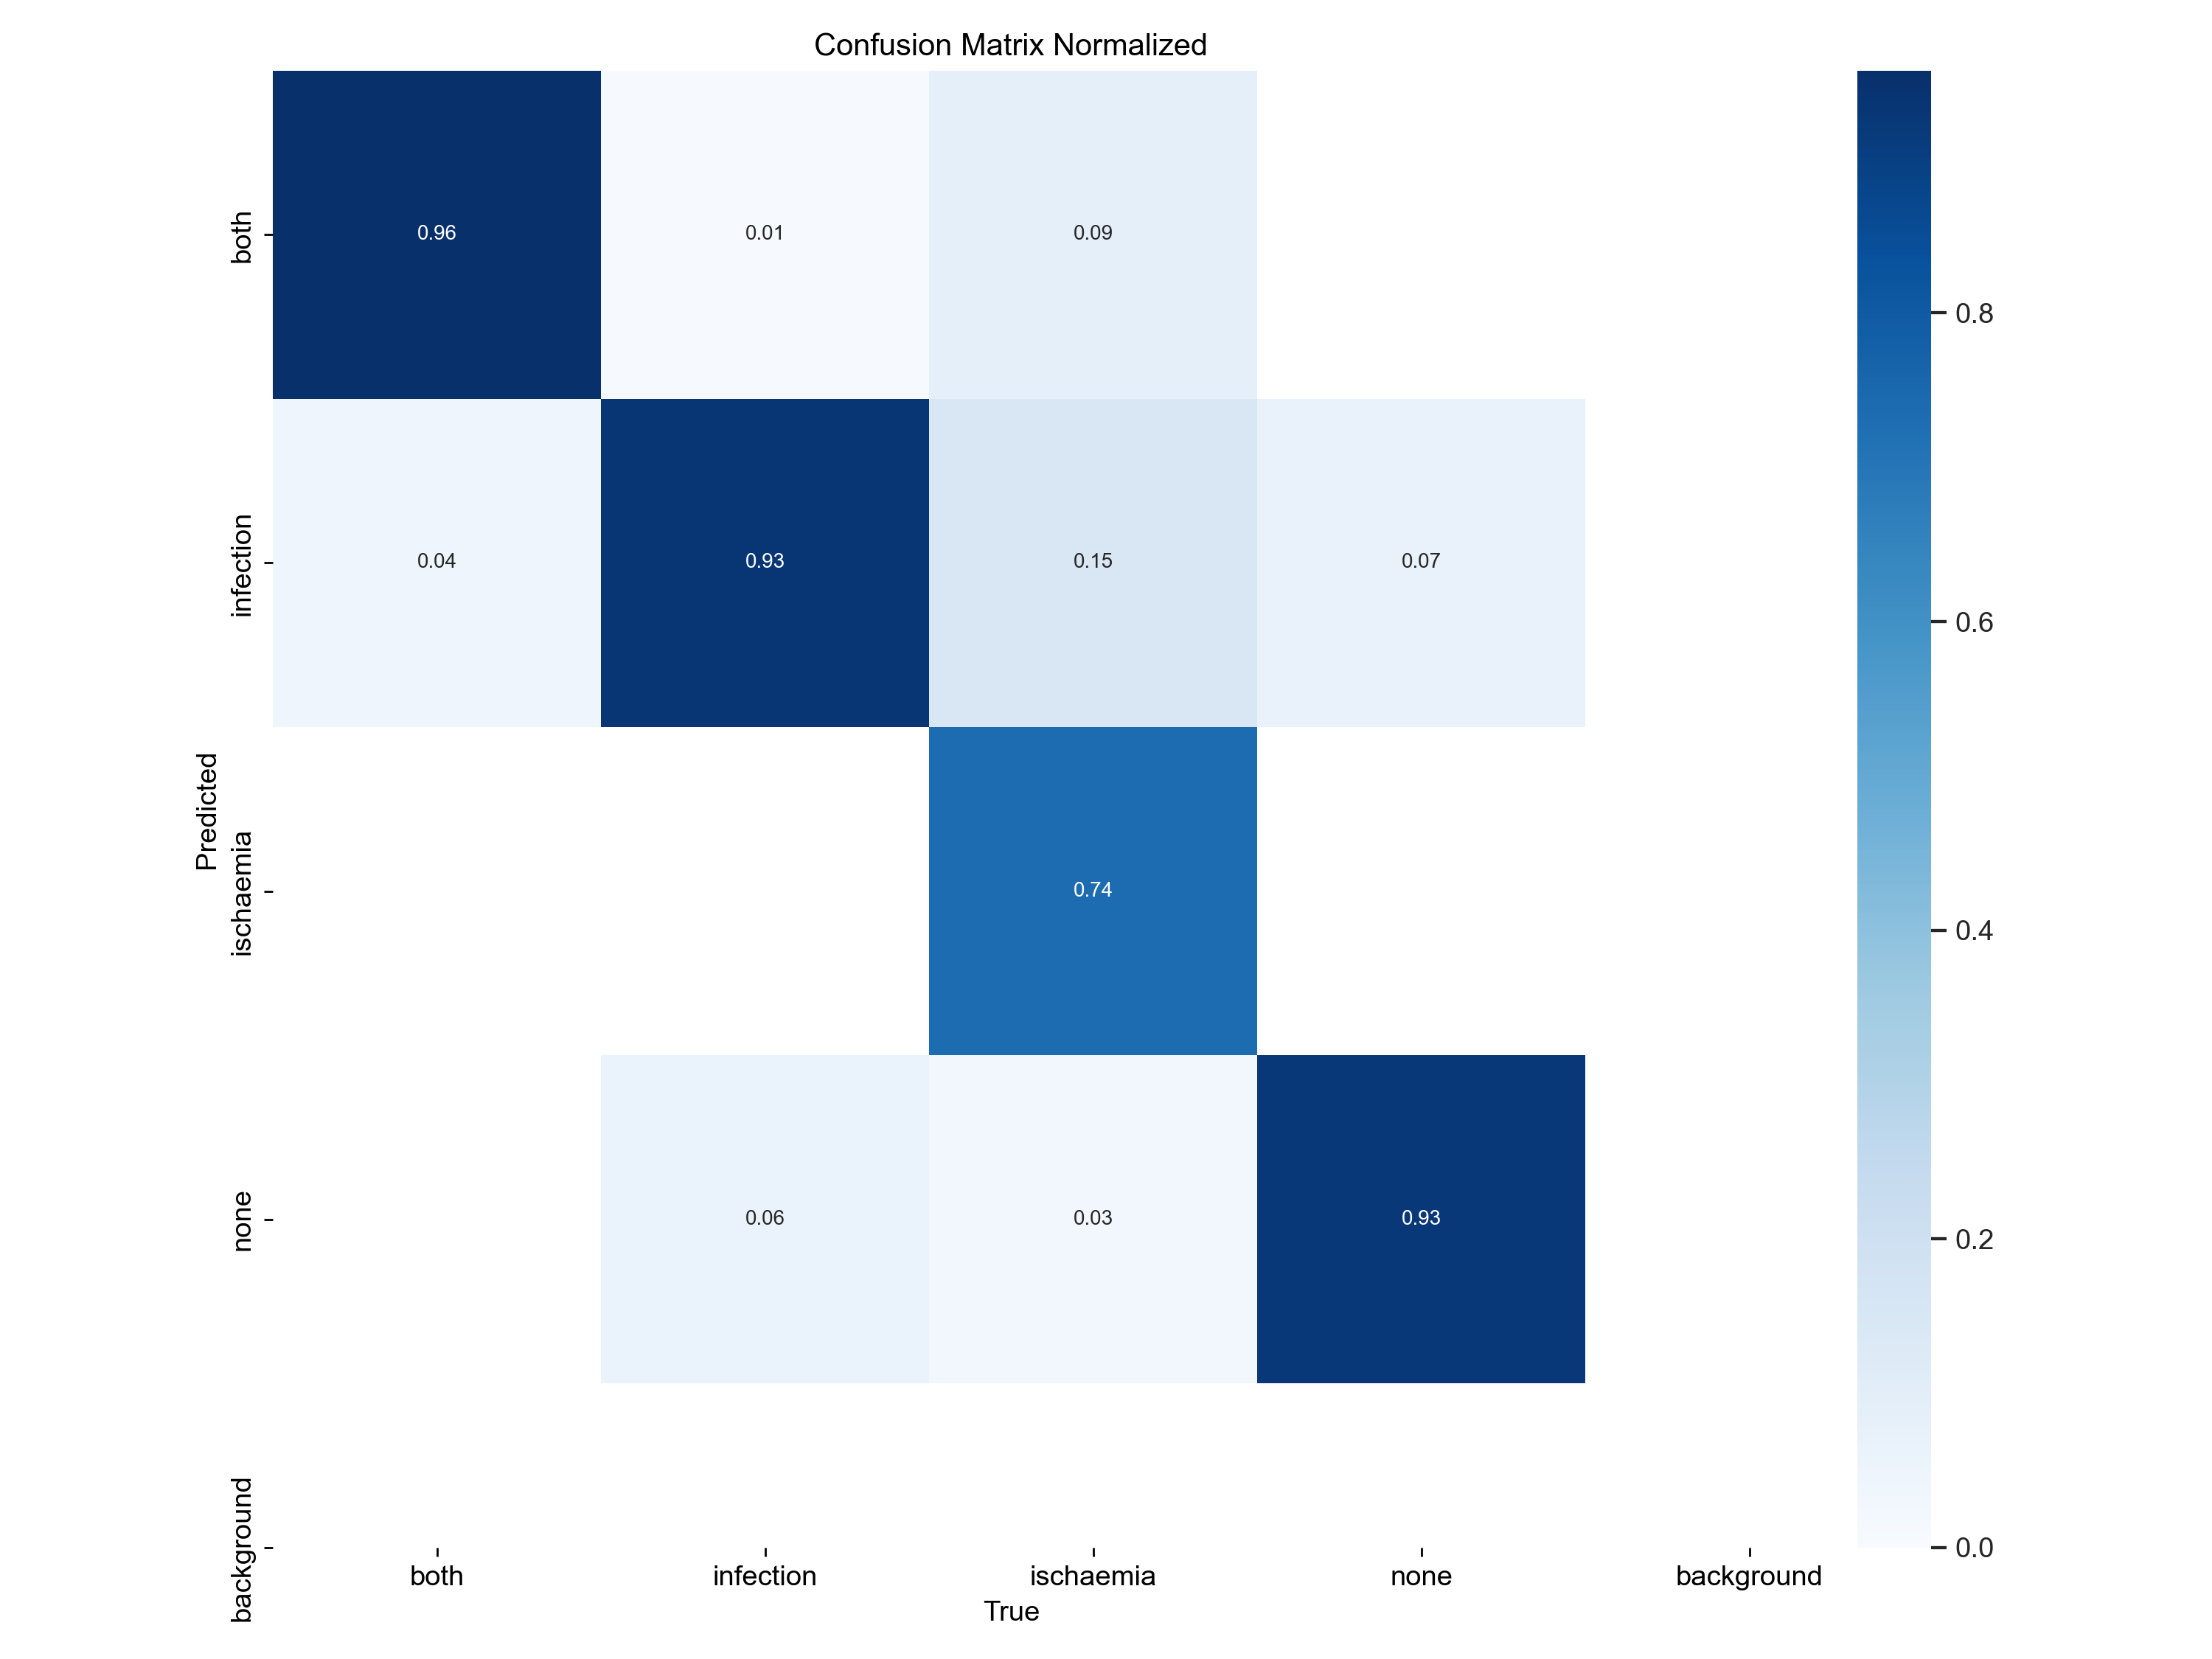 Confusion Matrix Normalized
both
0.96
0.01
0.09
0.8
infection
0.04
0.93
0.15
0.07
0.6
Predicted
ischaemia
0.74
0.4
none
0.06
0.03
0.93
0.2
background
0.0
both
infection
ischaemia
none
background
True